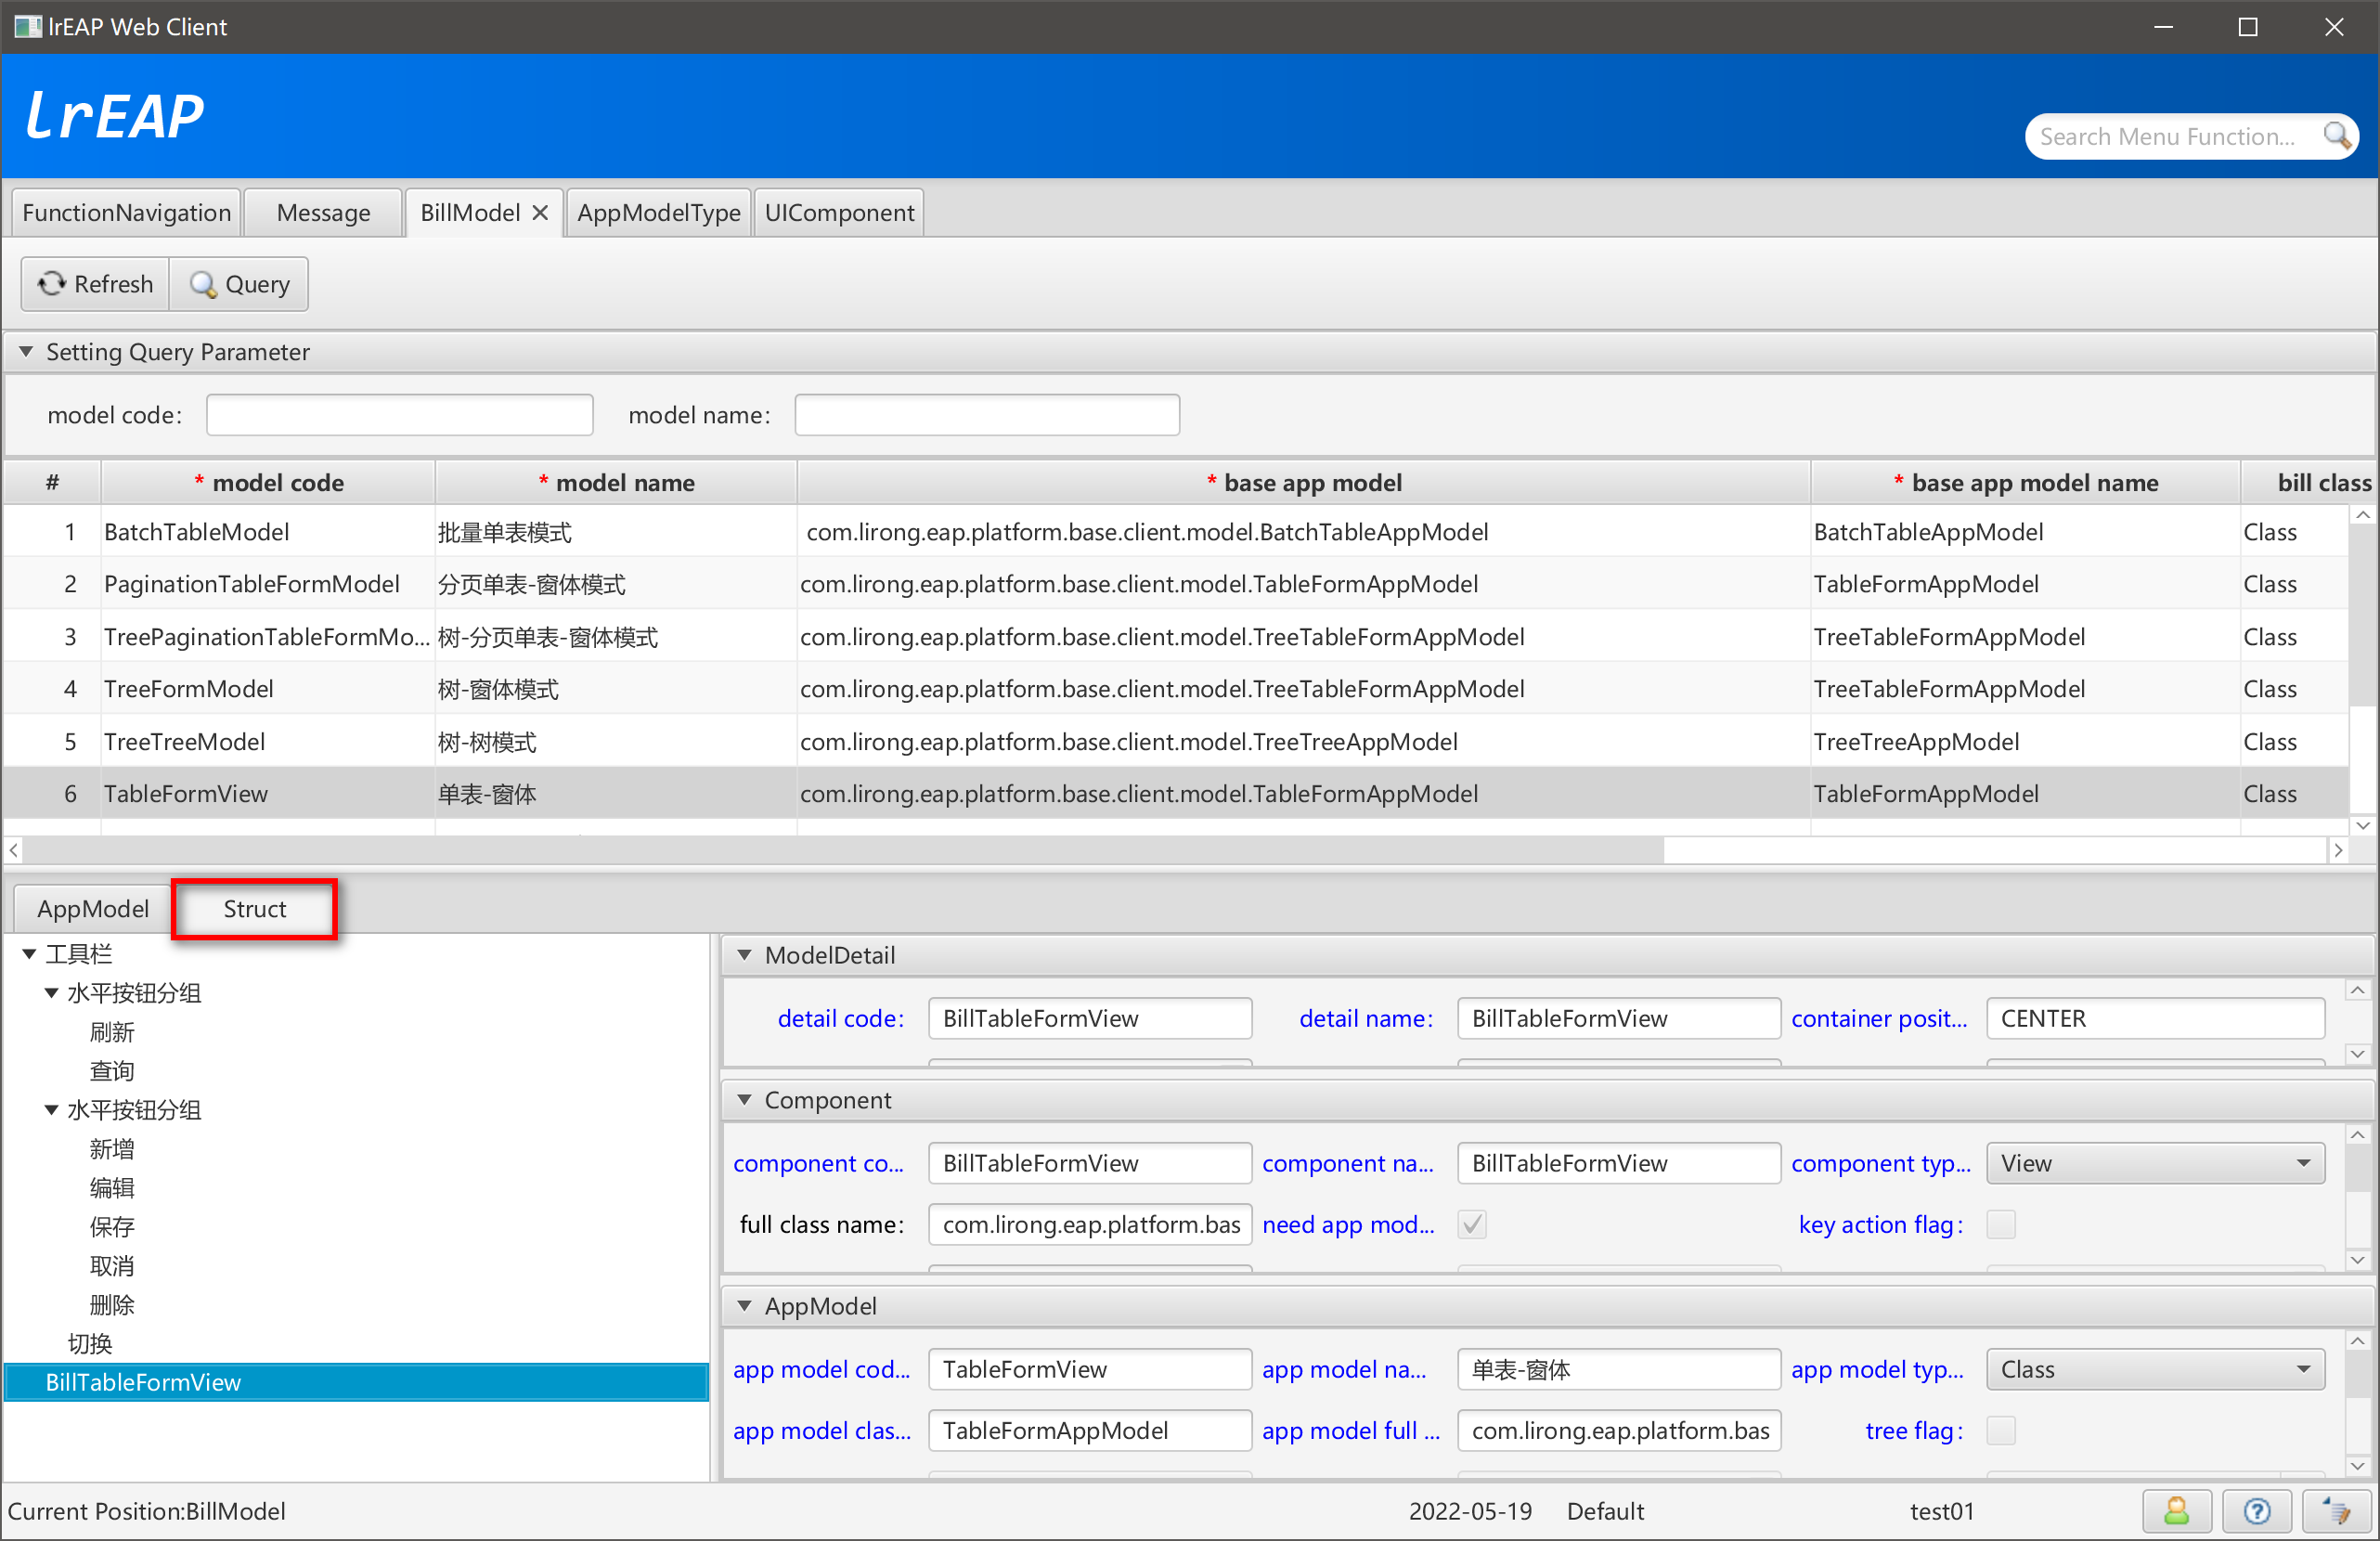 lrEAP Web Client
lrEAP
Search Menu Function...
FunctionNavigation Message BillModel AppModelType UIComponent
Refresh Query
Setting Query Parameter
model code: model name:
# * model code * model name * base app model * base app model name bill class
1 BatchTableModel 批量单表模式 com.lirong.eap.platform.base.client.model.BatchTableAppModel BatchTableAppModel Class
2 PaginationTableFormModel 分页单表-窗体模式 com.lirong.eap.platform.base.client.model.TableFormAppModel TableFormAppModel Class
3 TreePaginationTableFormMo... 树-分页单表-窗体模式 com.lirong.eap.platform.base.client.model.TreeTableFormAppModel TreeTableFormAppModel Class
4 TreeFormModel 树-窗体模式 com.lirong.eap.platform.base.client.model.TreeTableFormAppModel TreeTableFormAppModel Class
5 TreeTreeModel 树-树模式 com.lirong.eap.platform.base.client.model.TreeTreeAppModel TreeTreeAppModel Class
6 TableFormView 单表-窗体 com.lirong.eap.platform.base.client.model.TableFormAppModel TableFormAppModel Class
AppModel Struct
工具栏
水平按钮分组
刷新
查询
水平按钮分组
新增
编辑
保存
取消
删除
切换
BillTableFormView
ModelDetail
detail code: BillTableFormView detail name: BillTableFormView container posit... CENTER
Component
component co... BillTableFormView component na... BillTableFormView component typ... View
full class name: com.lirong.eap.platform.bas need app mod... key action flag:
AppModel
app model cod... TableFormView app model na... 单表-窗体 app model typ... Class
app model clas... TableFormAppModel app model full ... com.lirong.eap.platform.bas tree flag:
Current Position:BillModel 2022-05-19 Default test01